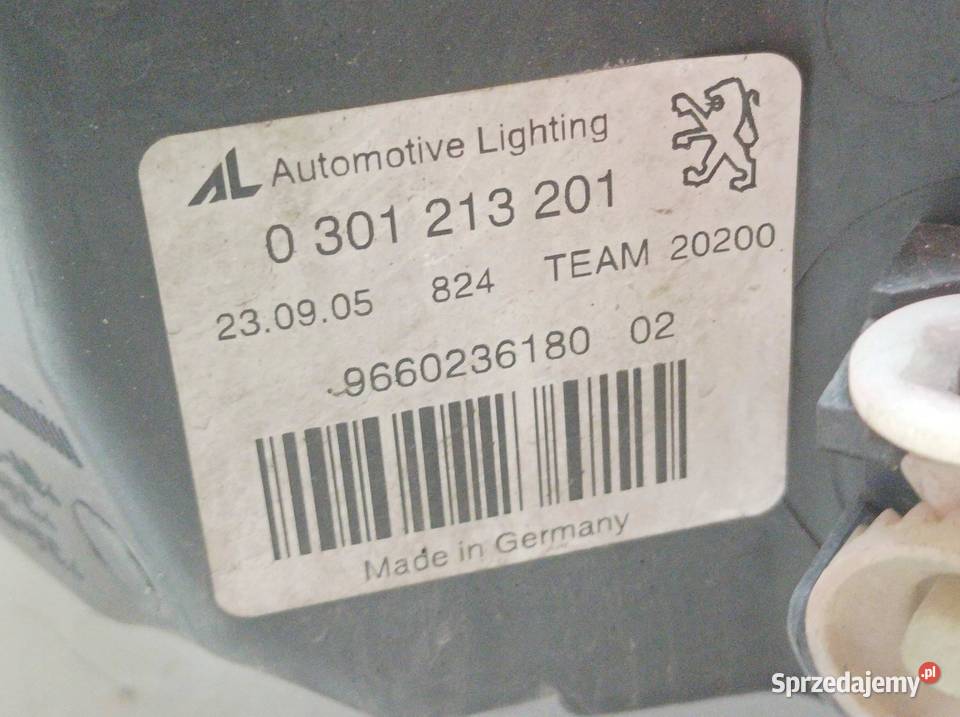 AL Automotive Lighting
0 301 213 201
23.09.05 824 TEAM 20200
9660236180 02
Made in Germany
Sprzedajemy.pl